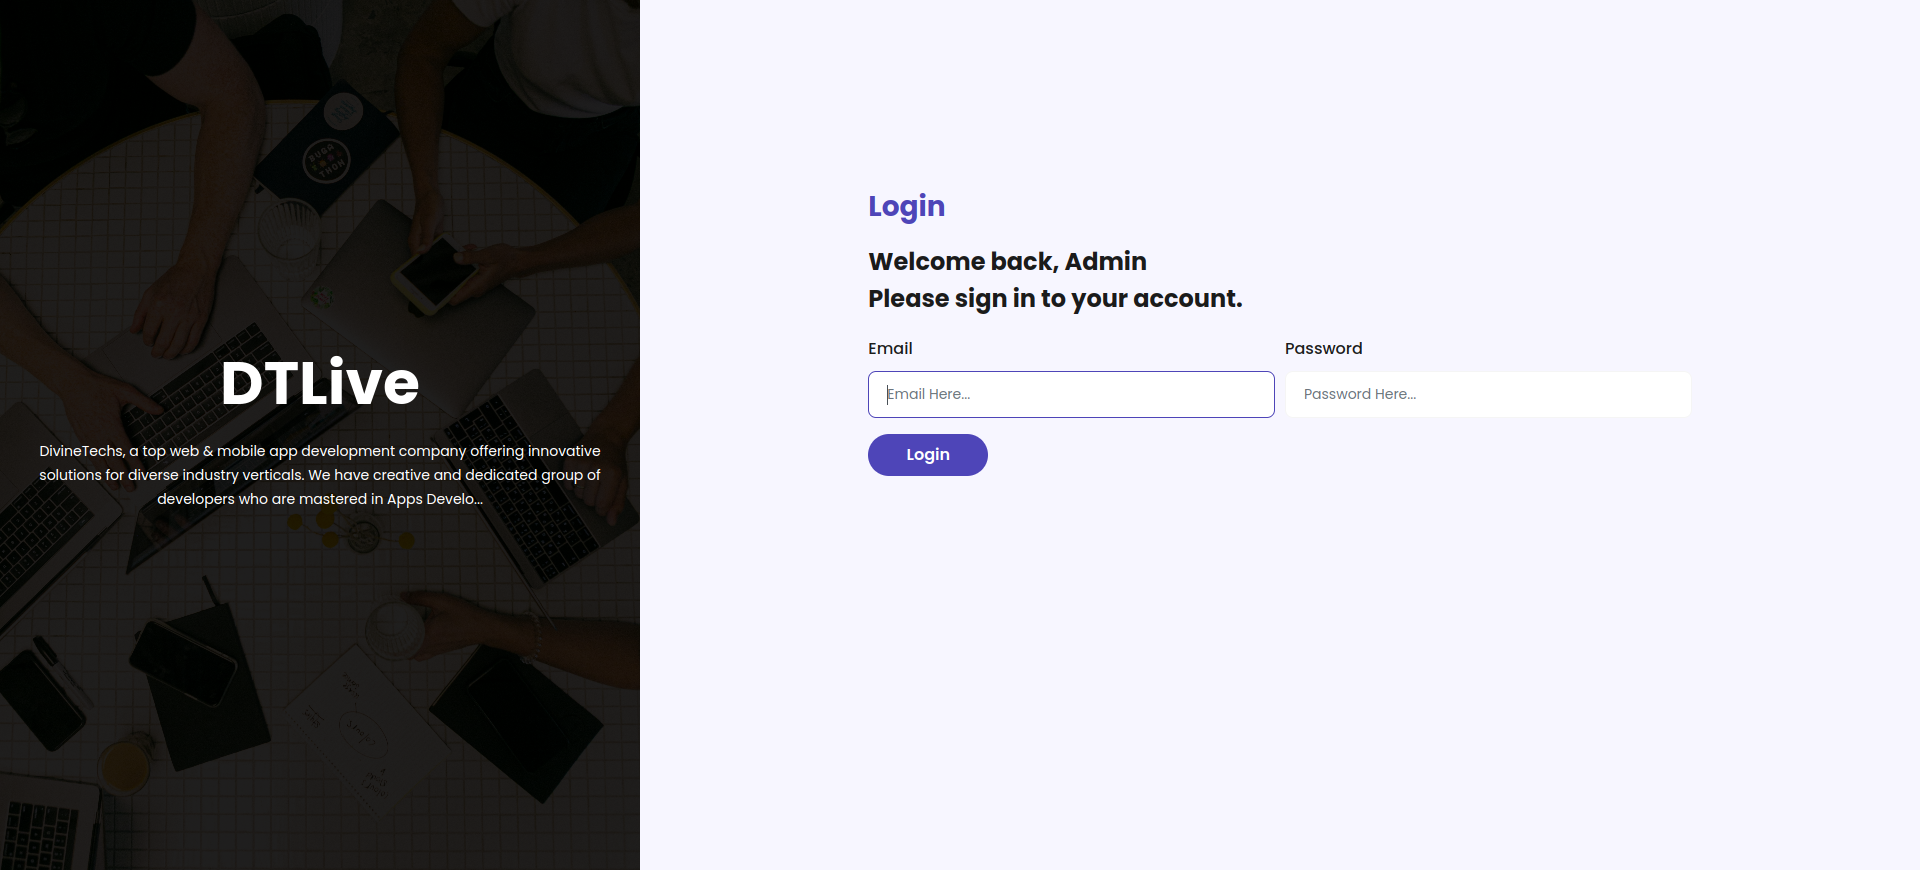 DTLive
DivineTechs, a top web & mobile app development company offering innovative
solutions for diverse industry verticals. We have creative and dedicated group of
developers who are mastered in Apps Develo...
Login
Welcome back, Admin
Please sign in to your account.
Email
Password
Email Here...
Password Here...
Login